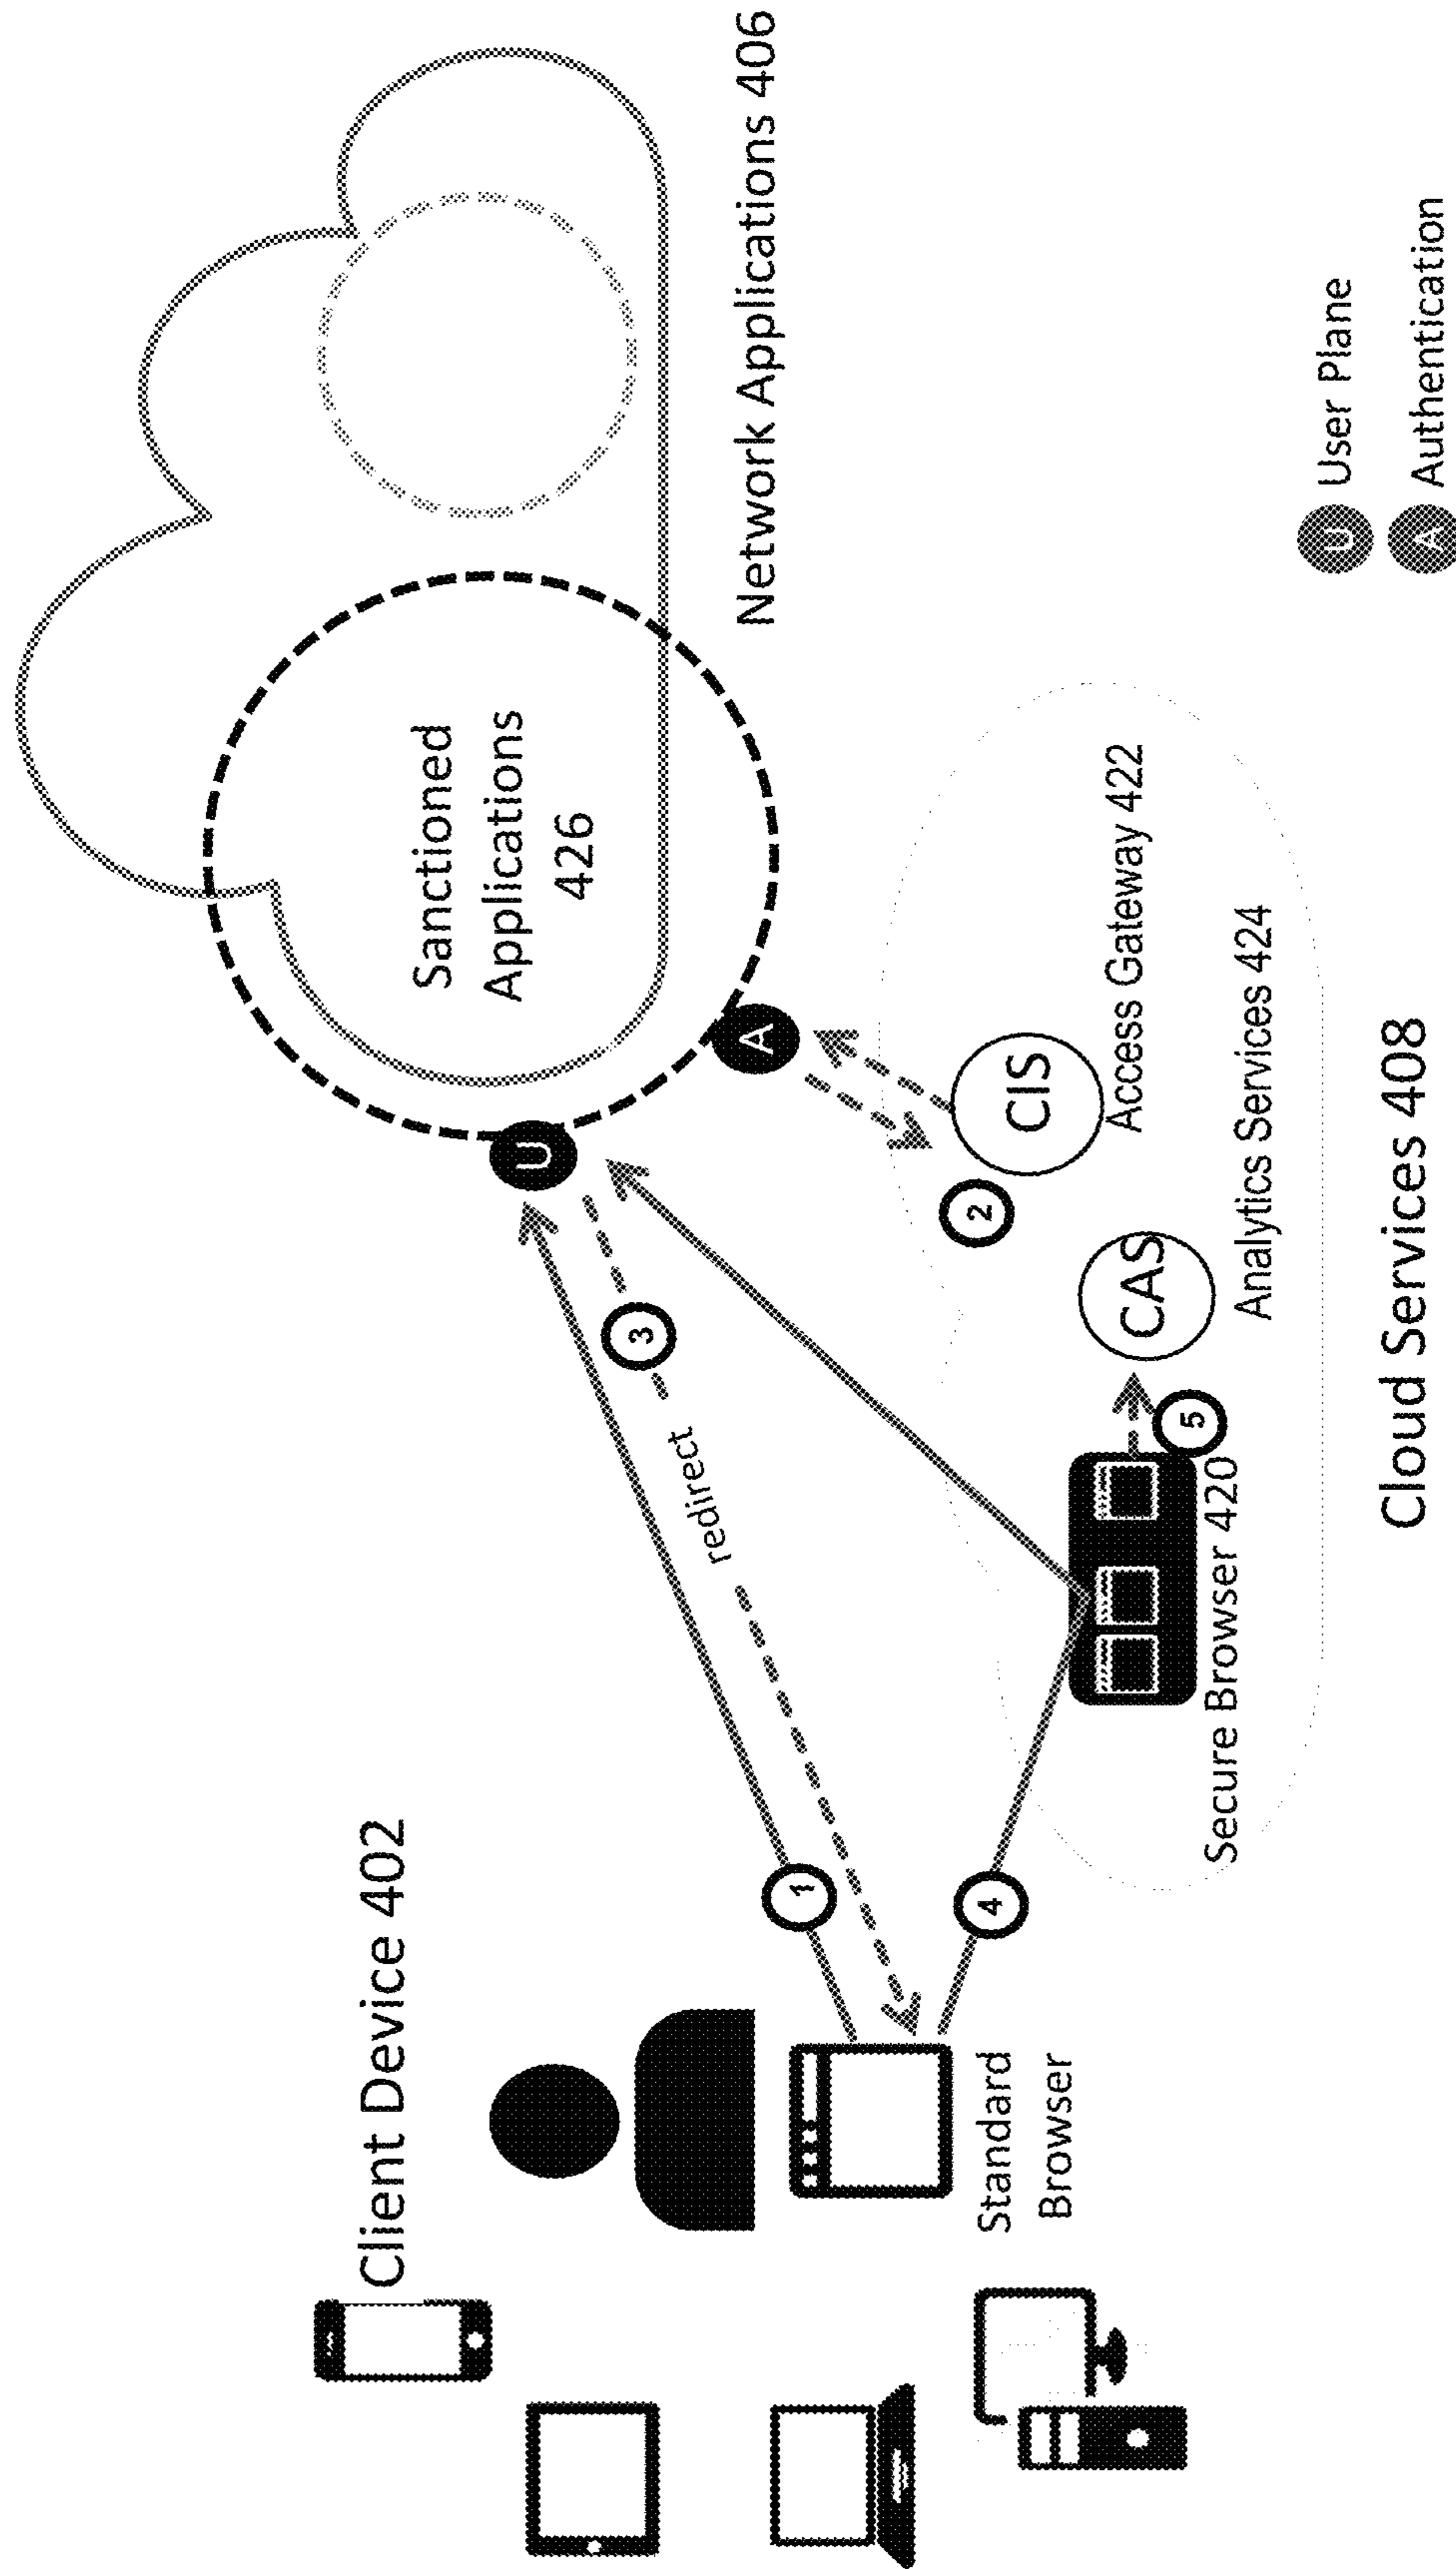 Client Device 402
Standard
Browser
1
3
redirect
4
U
Sanctioned
Applications
426
A
Network Applications 406
2
CIS
Access Gateway 422
CAS
Analytics Services 424
5
Secure Browser 420
Cloud Services 408
U User Plane
A Authentication